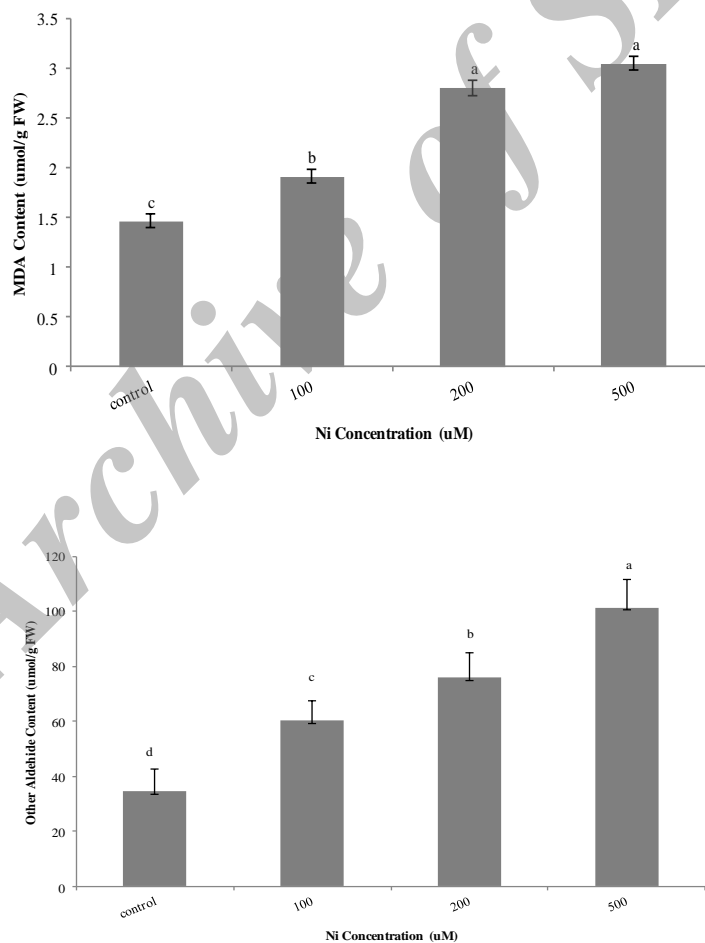 3.5
3
2.5
2
1.5
1
0.5
0
MDA Content (umol/g FW)
c
b
a
a
control
100
200
500
Ni Concentration (uM)
Archive of
120
100
80
60
40
20
0
Other Aldehide Content (umol/g FW)
d
c
b
a
control
100
200
500
Ni Concentration (uM)